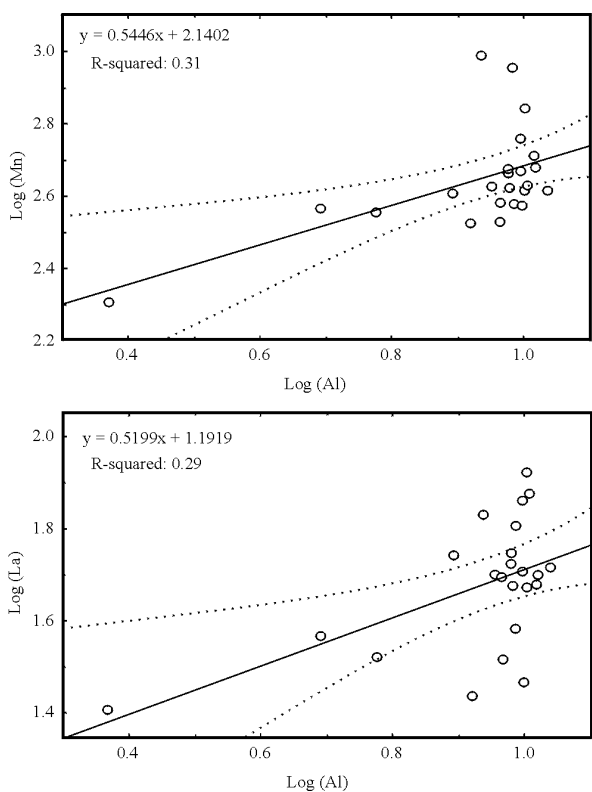 y = 0.5446x + 2.1402
R-squared: 0.31
3.0
2.8
2.6
2.4
2.2
Log (Mn)
0.4 0.6 0.8 1.0
Log (Al)
y = 0.5199x + 1.1919
R-squared: 0.29
2.0
1.8
1.6
1.4
Log (La)
0.4 0.6 0.8 1.0
Log (Al)